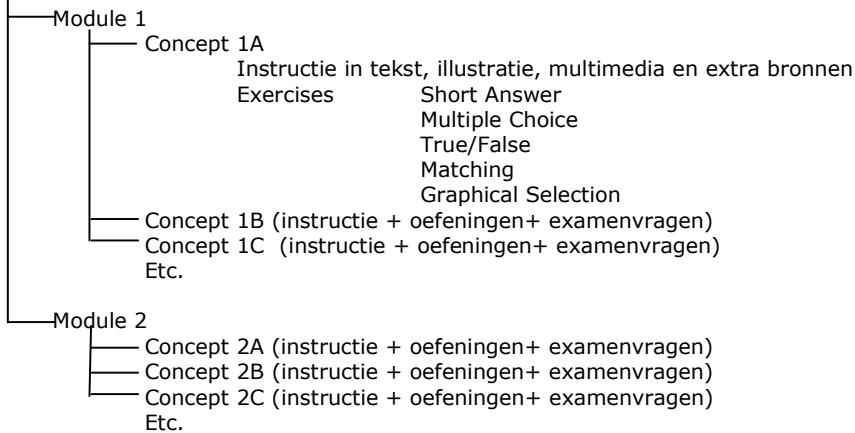 Module 1
Concept 1A
Instructie in tekst, illustratie, multimedia en extra bronnen
Exercises Short Answer
Multiple Choice
True/False
Matching
Graphical Selection
Concept 1B (instructie + oefeningen+ examenvragen)
Concept 1C (instructie + oefeningen+ examenvragen)
Etc.
Module 2
Concept 2A (instructie + oefeningen+ examenvragen)
Concept 2B (instructie + oefeningen+ examenvragen)
Concept 2C (instructie + oefeningen+ examenvragen)
Etc.